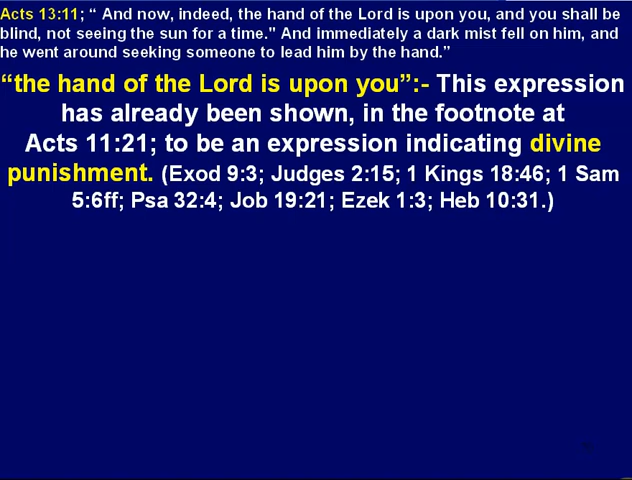 Acts 13:11; “ And now, indeed, the hand of the Lord is upon you, and you shall be
blind, not seeing the sun for a time." And immediately a dark mist fell on him, and
he went around seeking someone to lead him by the hand.”
“the hand of the Lord is upon you”:- This expression
has already been shown, in the footnote at
Acts 11:21; to be an expression indicating divine
punishment. (Exod 9:3; Judges 2:15; 1 Kings 18:46; 1 Sam
5:6ff; Psa 32:4; Job 19:21; Ezek 1:3; Heb 10:31.)